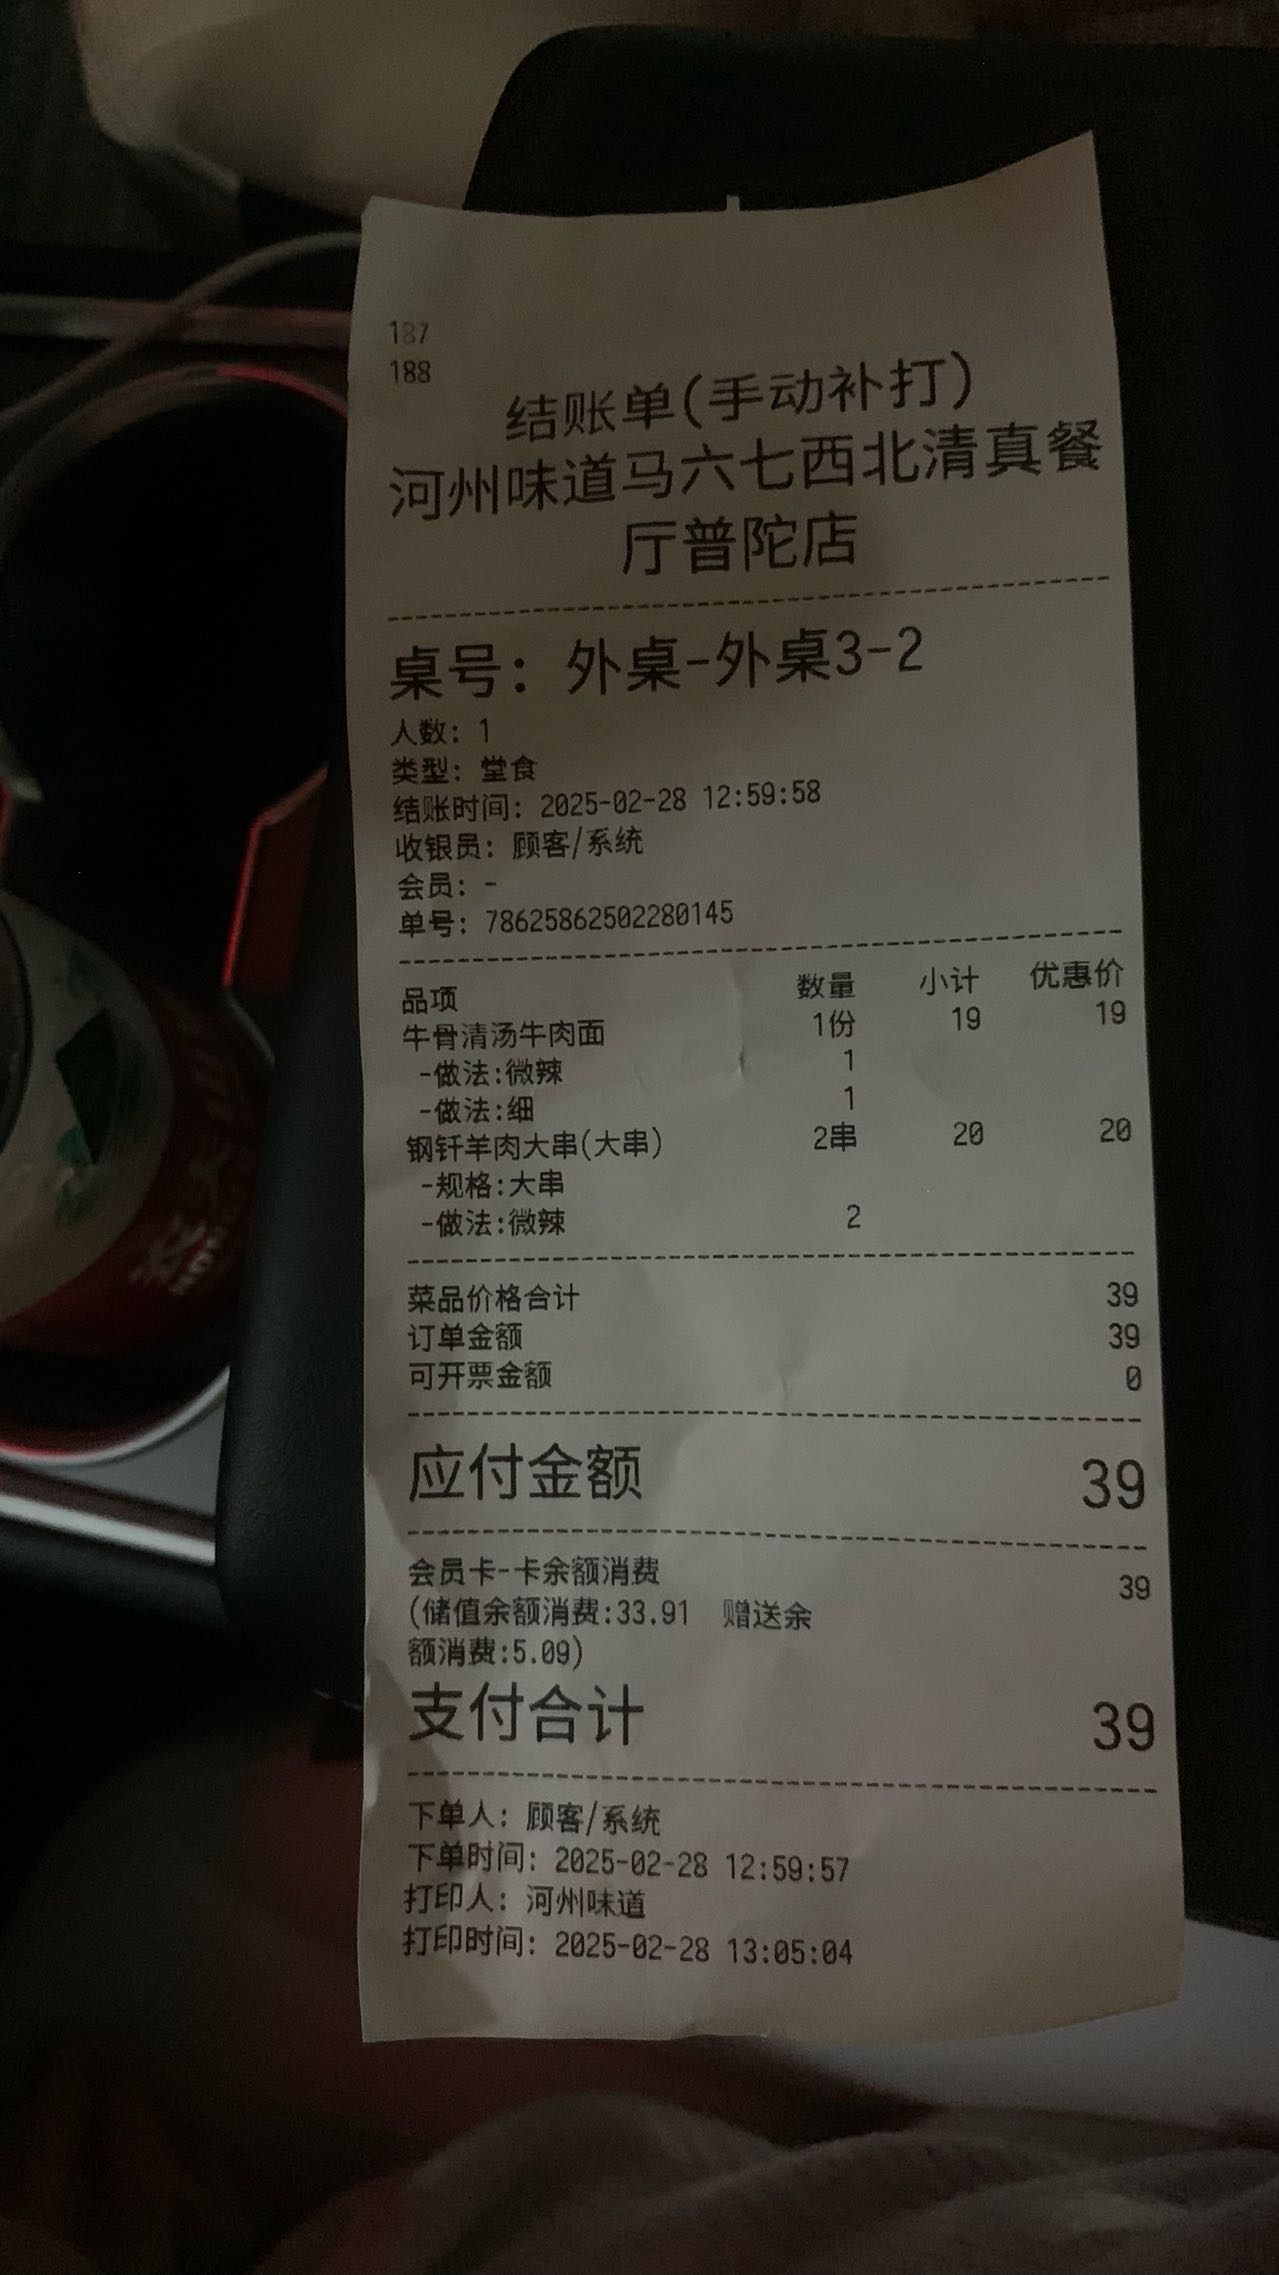 187
188
结账单(手动补打)
河州味道马六七西北清真餐
厅普陀店
桌号: 外桌-外桌3-2
人数: 1
类型: 堂食
结账时间: 2025-02-28 12:59:58
收银员: 顾客/系统
会员: -
单号: 78625862502280145
品项 数量 小计 优惠价
牛骨清汤牛肉面 1份 19 19
-做法:微辣 1
-做法:细 1
钢钎羊肉大串(大串) 2串 20 20
-规格:大串
-做法:微辣 2
菜品价格合计 39
订单金额 39
可开票金额 0
应付金额 39
会员卡-卡余额消费 39
(储值余额消费:33.91 赠送余
额消费:5.09)
支付合计 39
下单人: 顾客/系统
下单时间: 2025-02-28 12:59:57
打印人: 河州味道
打印时间: 2025-02-28 13:05:04